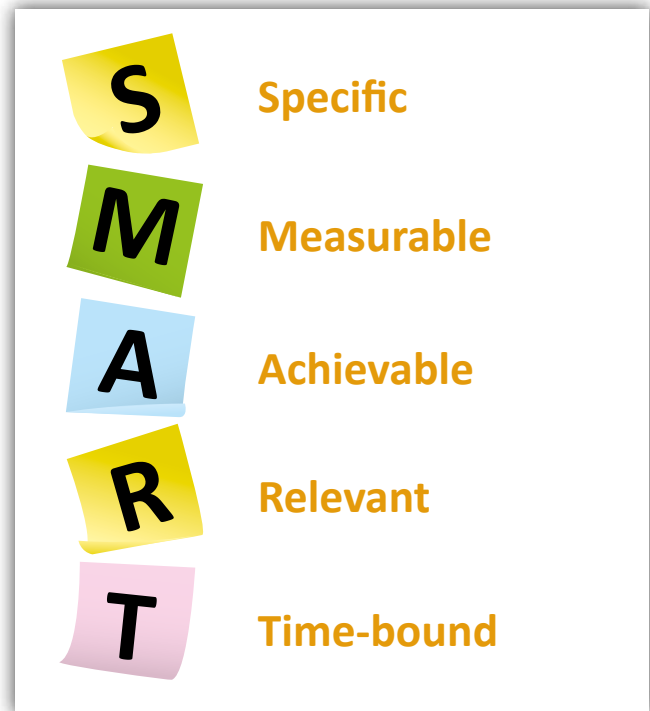 S Specific
M Measurable
A Achievable
R Relevant
T Time-bound